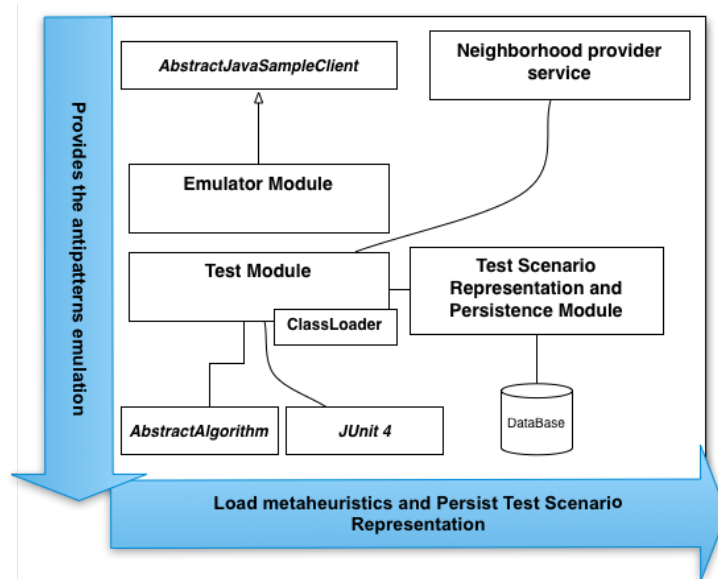 AbstractJavaSampleClient
Neighborhood provider
service
Provides the antipatterns emulation
Emulator Module
Test Module
ClassLoader
Test Scenario
Representation and
Persistence Module
AbstractAlgorithm
JUnit 4
DataBase
Load metaheuristics and Persist Test Scenario
Representation